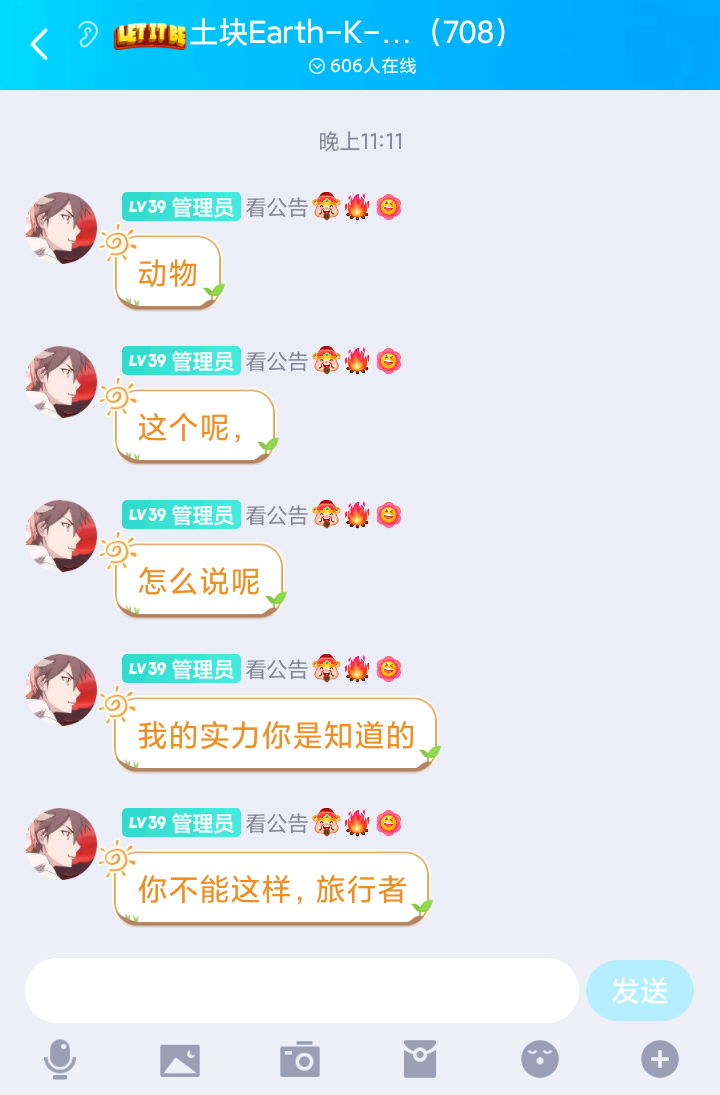 LET IT BE土块Earth-K-...（708）
606人在线
晚上11:11
LV39 管理员 看公告
动物
LV39 管理员 看公告
这个呢，
LV39 管理员 看公告
怎么说呢
LV39 管理员 看公告
我的实力你是知道的
LV39 管理员 看公告
你不能这样，旅行者
发送